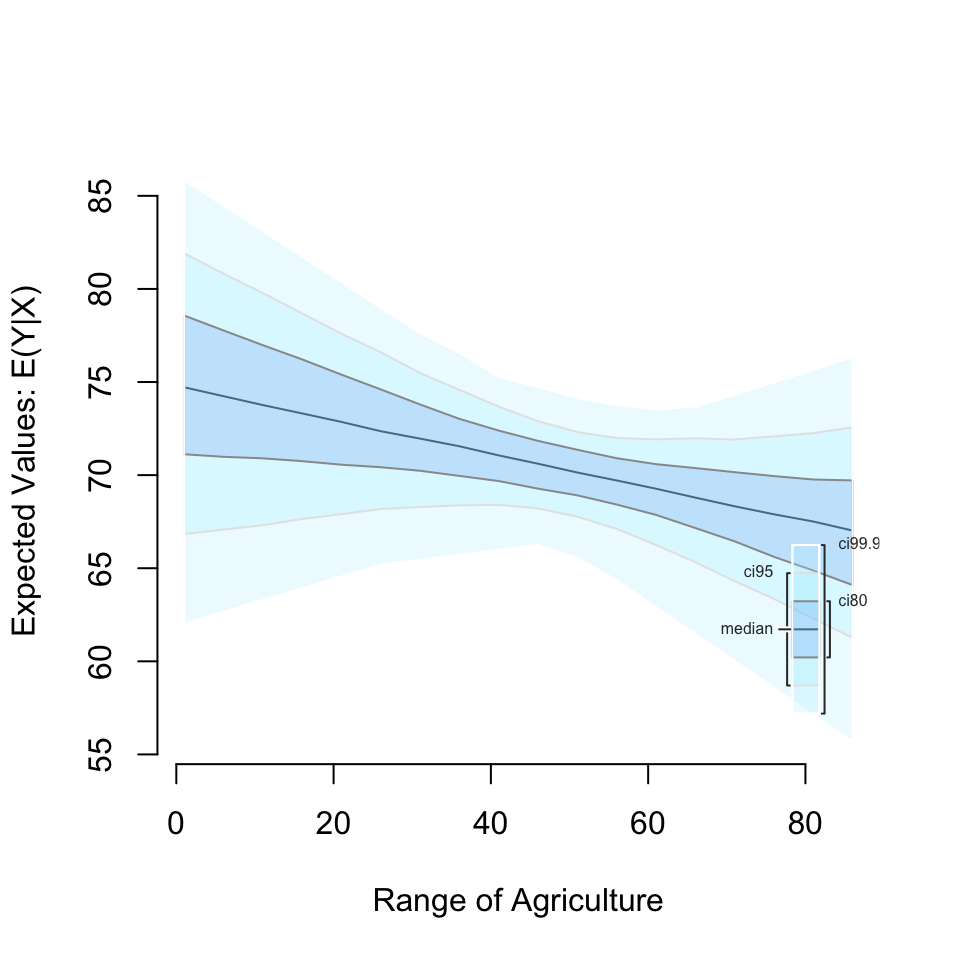 Expected Values: E(Y|X)
85
80
75
70
65
60
55
ci99.9
ci95
ci80
median
0 20 40 60 80
Range of Agriculture